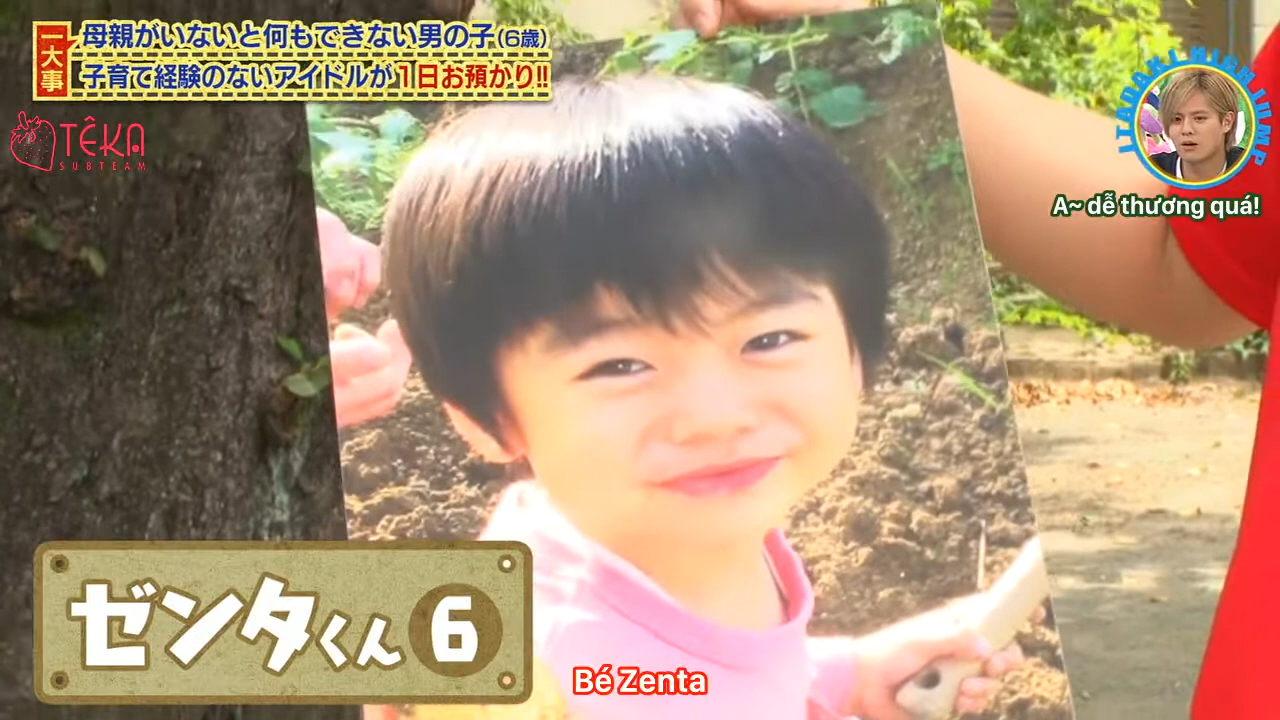 一大事
母親がいないと何もできない男の子(6歳)
子育て経験のないアイドルが1日お預かり!!
TÊKA
SUBTEAM
ITADAKI HIGH JUMP
A~ dễ thương quá!
ゼンタくん 6
Bé Zenta